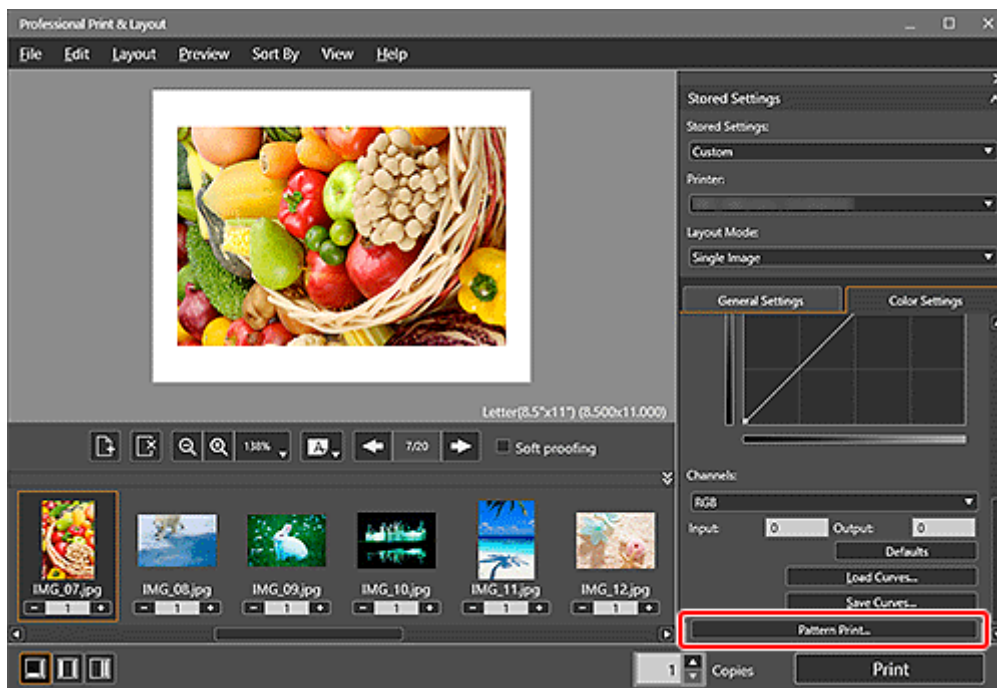 Professional Print & Layout
File Edit Layout Preview Sort By View Help
Stored Settings
Stored Settings:
Custom
Printer:
Layout Mode:
Single Image
General Settings Color Settings
Letter(8.5"x11") (8.500x11.000)
138% A 7/20 Soft proofing
Channels:
RGB
Input: 0 Output: 0
Defaults
Load Curves...
Save Curves...
Pattern Print...
IMG_07.jpg IMG_08.jpg IMG_09.jpg IMG_10.jpg IMG_11.jpg IMG_12.jpg
- 1 + - 1 + - 1 + - 1 + - 1 + - 1 +
1 Copies Print